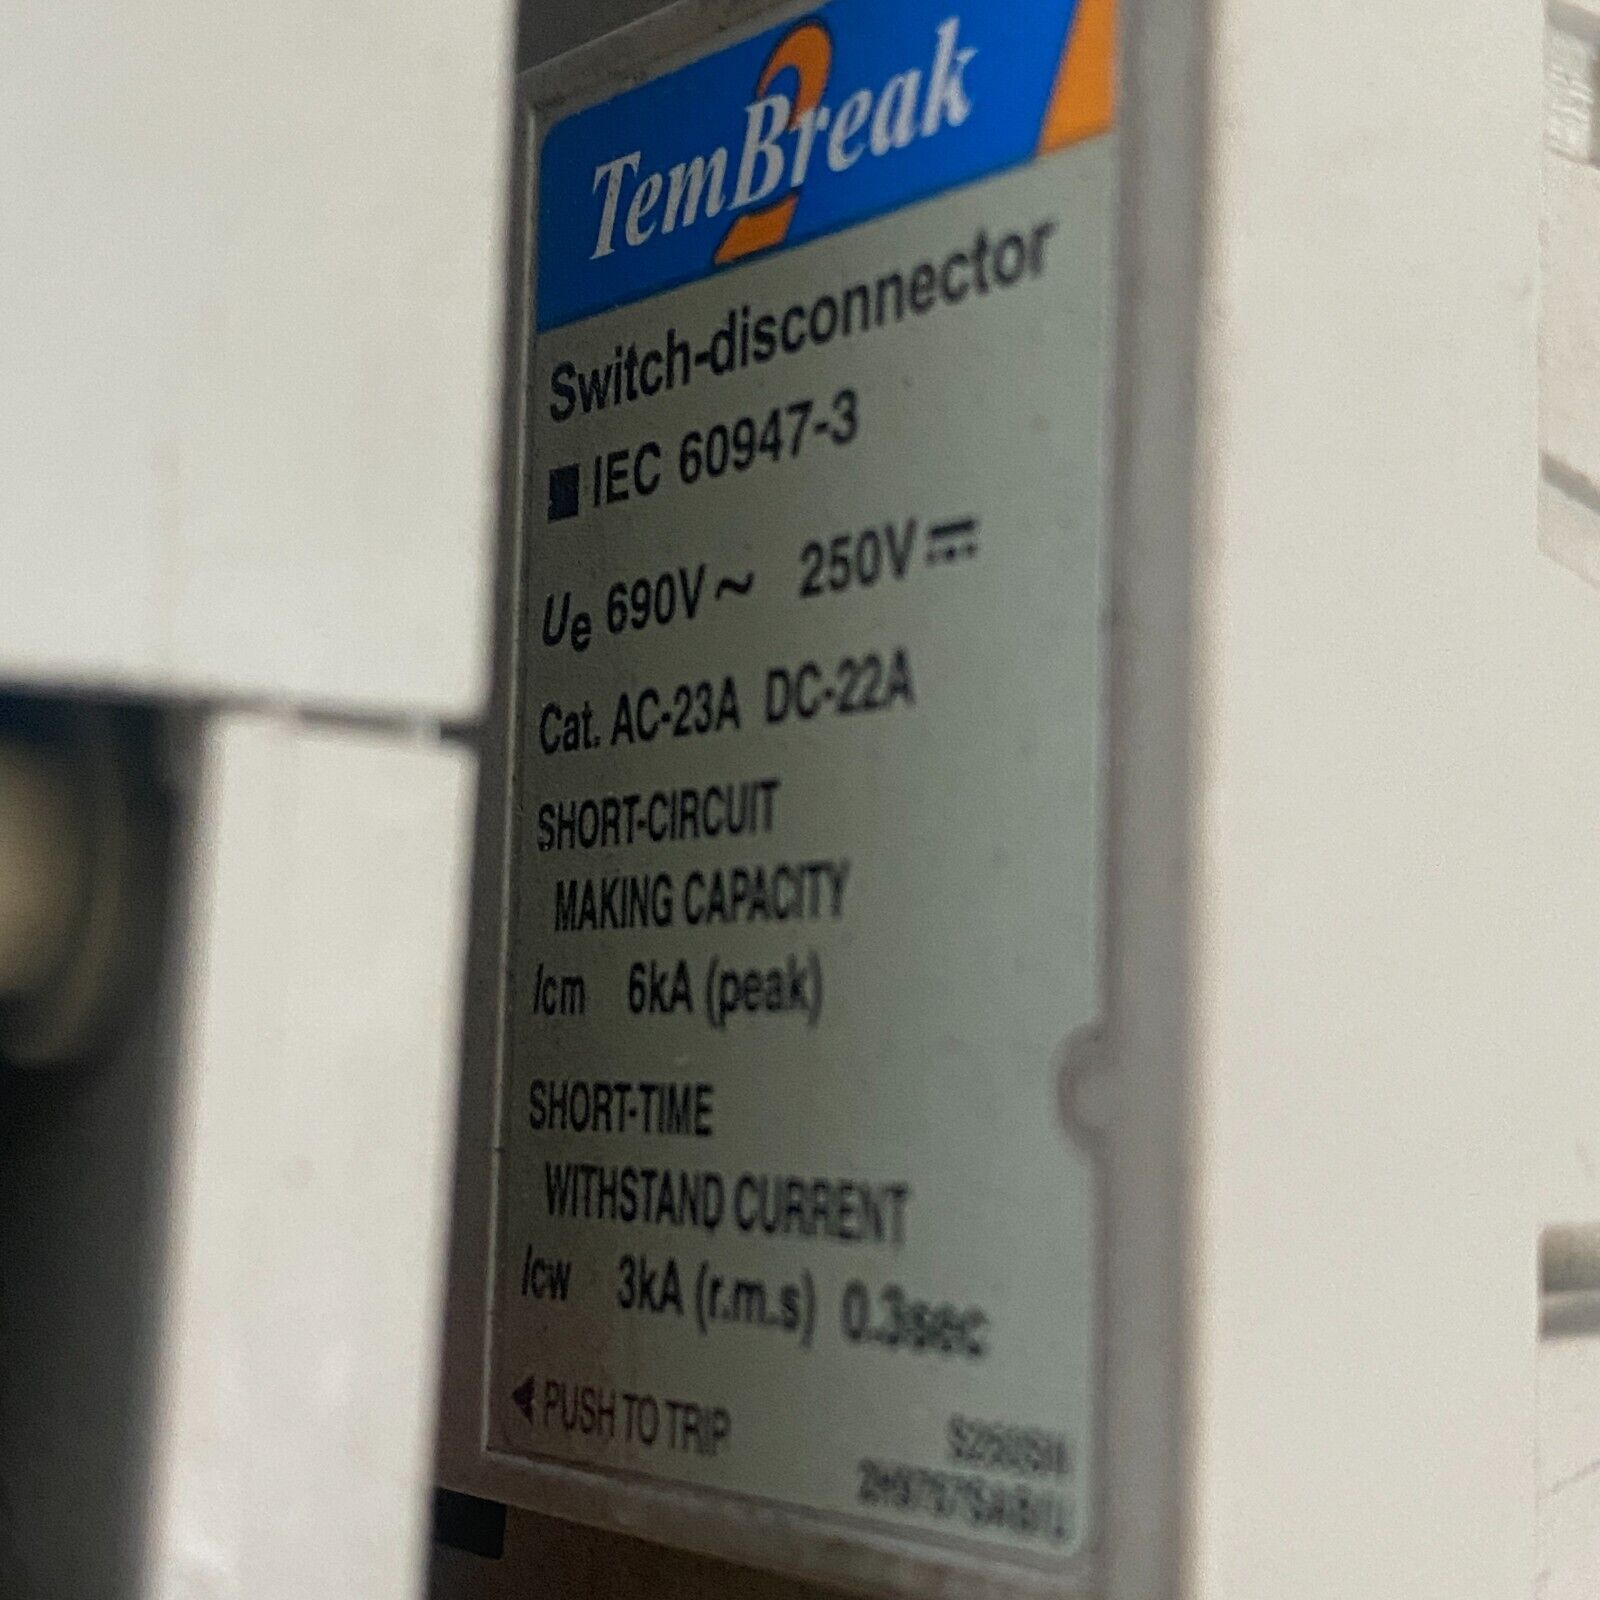 TemBreak 2
Switch-disconnector
■ IEC 60947-3
Ue 690V ~ 250V ⎓
Cat. AC-23A DC-22A
SHORT-CIRCUIT
MAKING CAPACITY
Icm 6kA (peak)
SHORT-TIME
WITHSTAND CURRENT
Icw 3kA (r.m.s) 0.3sec
◀ PUSH TO TRIP